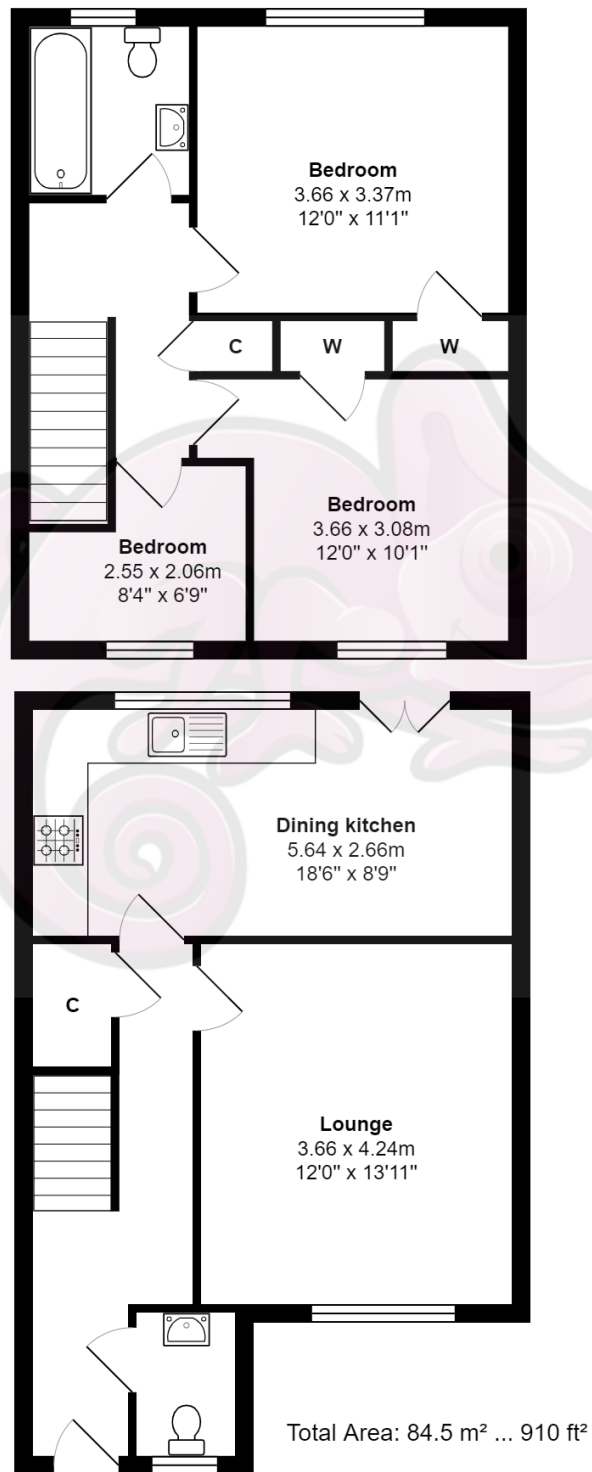 Bedroom
3.66 x 3.37m
12'0" x 11'1"
C
W
W
Bedroom
3.66 x 3.08m
12'0" x 10'1"
Bedroom
2.55 x 2.06m
8'4" x 6'9"
Dining kitchen
5.64 x 2.66m
18'6" x 8'9"
C
Lounge
3.66 x 4.24m
12'0" x 13'11"
Total Area: 84.5 m² ... 910 ft²